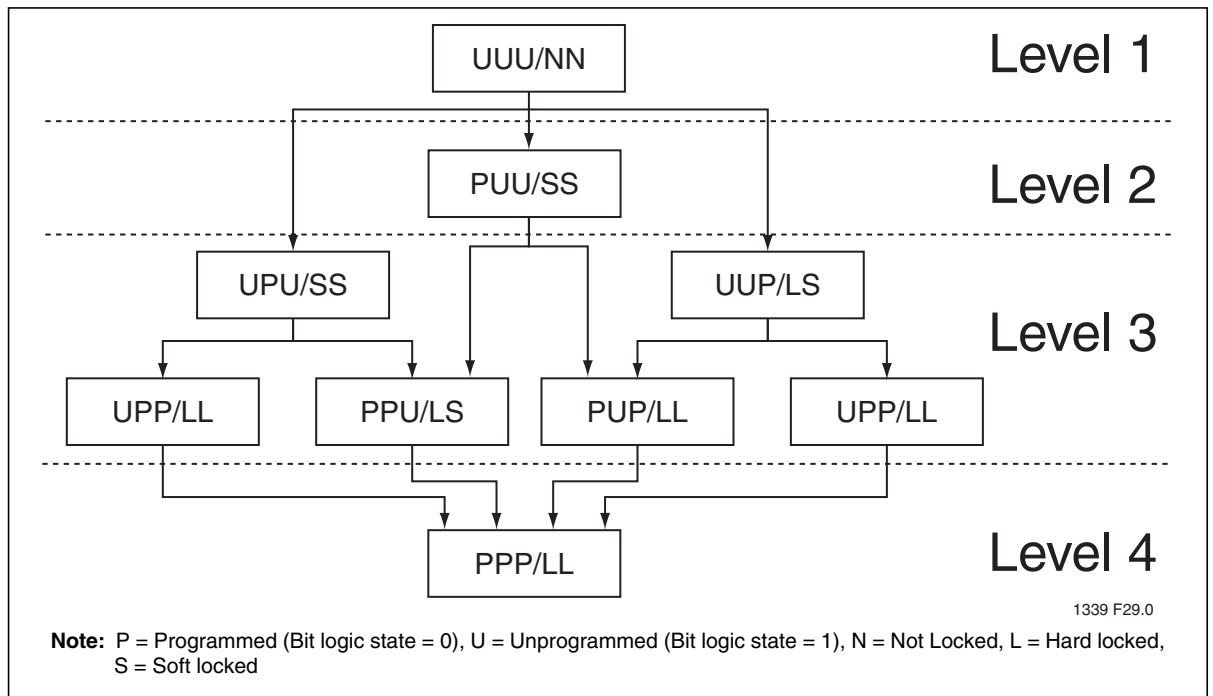 UUU/NN
Level 1
PUU/SS
Level 2
UPU/SS
UUP/LS
Level 3
UPP/LL
PPU/LS
PUP/LL
UPP/LL
PPP/LL
Level 4
1339 F29.0
Note: P = Programmed (Bit logic state = 0), U = Unprogrammed (Bit logic state = 1), N = Not Locked, L = Hard locked,
S = Soft locked